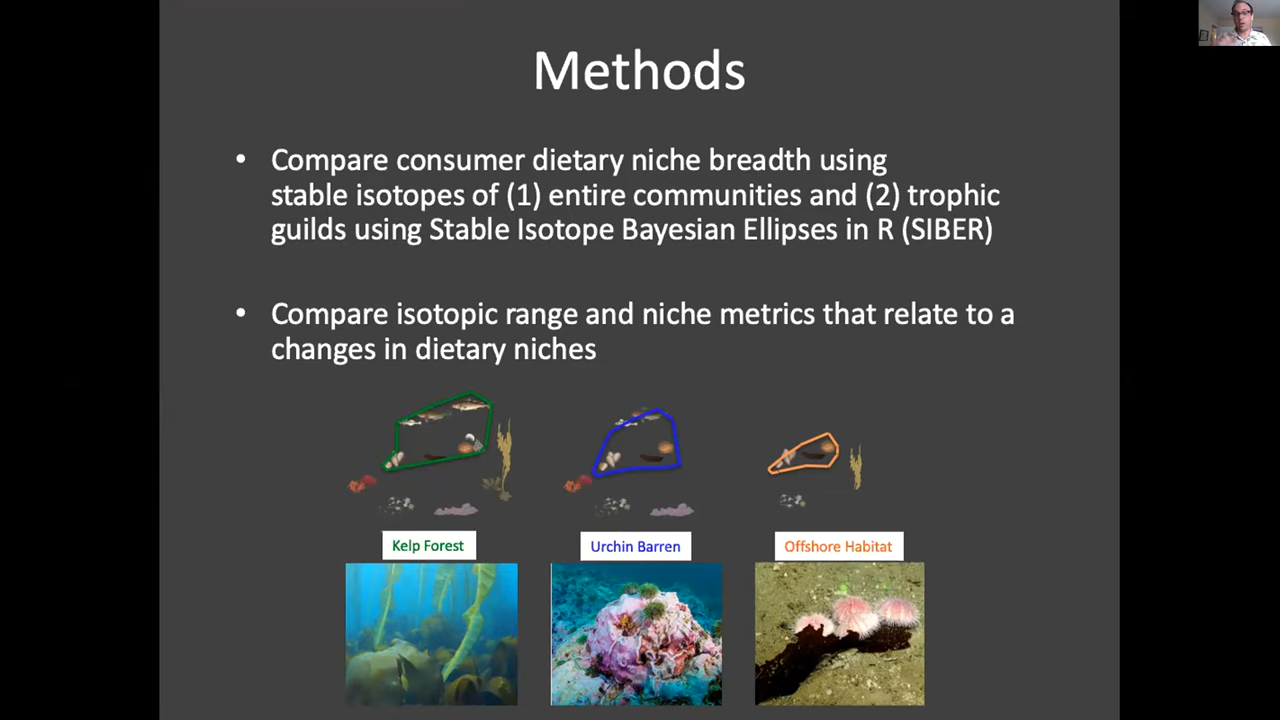 Methods
• Compare consumer dietary niche breadth using
stable isotopes of (1) entire communities and (2) trophic
guilds using Stable Isotope Bayesian Ellipses in R (SIBER)
• Compare isotopic range and niche metrics that relate to a
changes in dietary niches
Kelp Forest
Urchin Barren
Offshore Habitat